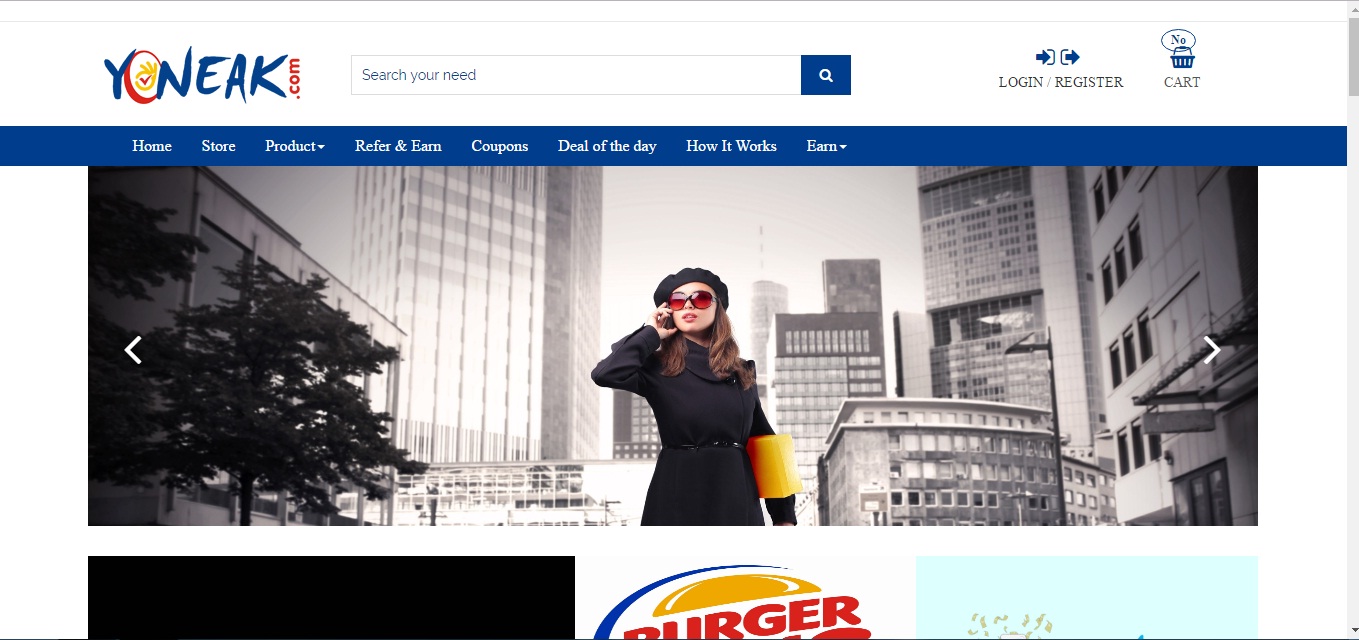 YONEAK.com
Search your need
No
LOGIN / REGISTER
CART
Home Store Product Refer & Earn Coupons Deal of the day How It Works Earn
BURGER